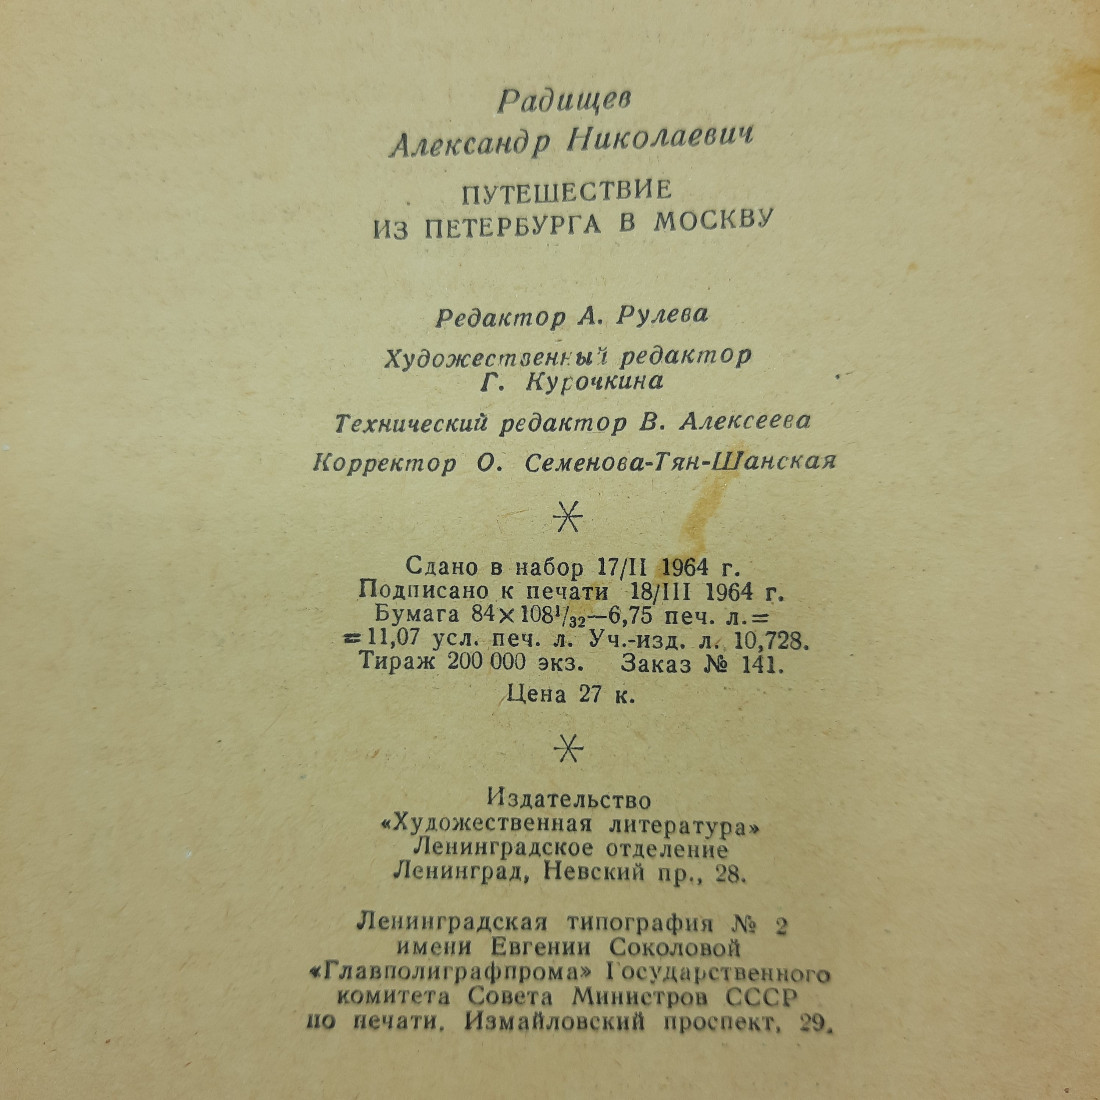 Радищев
Александр Николаевич
ПУТЕШЕСТВИЕ
ИЗ ПЕТЕРБУРГА В МОСКВУ
Редактор А. Рулева
Художественный редактор
Г. Курочкина
Технический редактор В. Алексеева
Корректор О. Семенова-Тян-Шанская
Сдано в набор 17/II 1964 г.
Подписано к печати 18/III 1964 г.
Бумага 84×108¹/₃₂—6,75 печ. л.=
=11,07 усл. печ. л. Уч.-изд. л. 10,728.
Тираж 200 000 экз. Заказ № 141.
Цена 27 к.
Издательство
«Художественная литература»
Ленинградское отделение
Ленинград, Невский пр., 28.
Ленинградская типография № 2
имени Евгении Соколовой
«Главполиграфпрома» Государственного
комитета Совета Министров СССР
по печати. Измайловский проспект, 29.